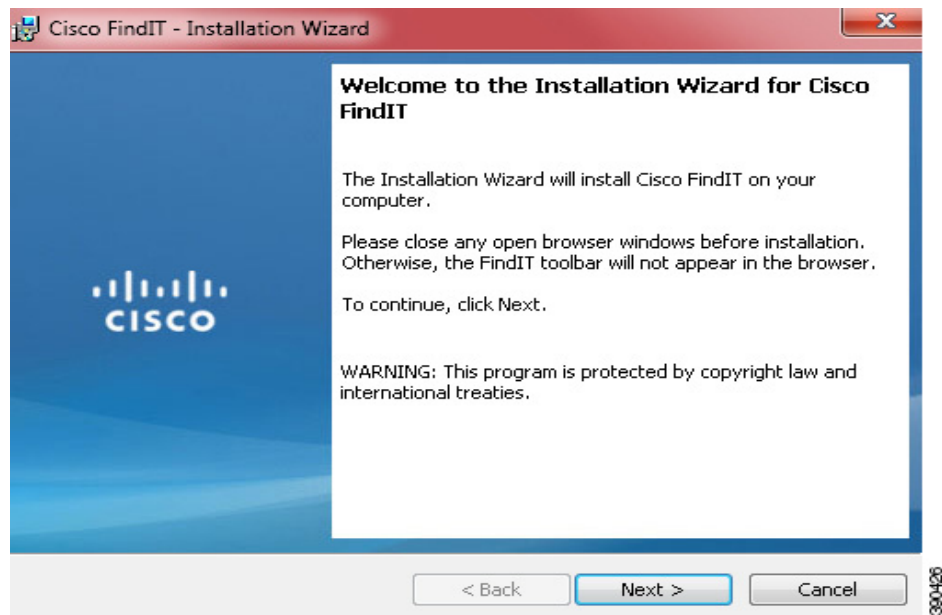 Cisco FindIT - Installation Wizard
x
Welcome to the Installation Wizard for Cisco
FindIT
The Installation Wizard will install Cisco FindIT on your
computer.
Please close any open browser windows before installation.
Otherwise, the FindIT toolbar will not appear in the browser.
To continue, click Next.
WARNING: This program is protected by copyright law and
international treaties.
CISCO
< Back
Next >
Cancel
390426